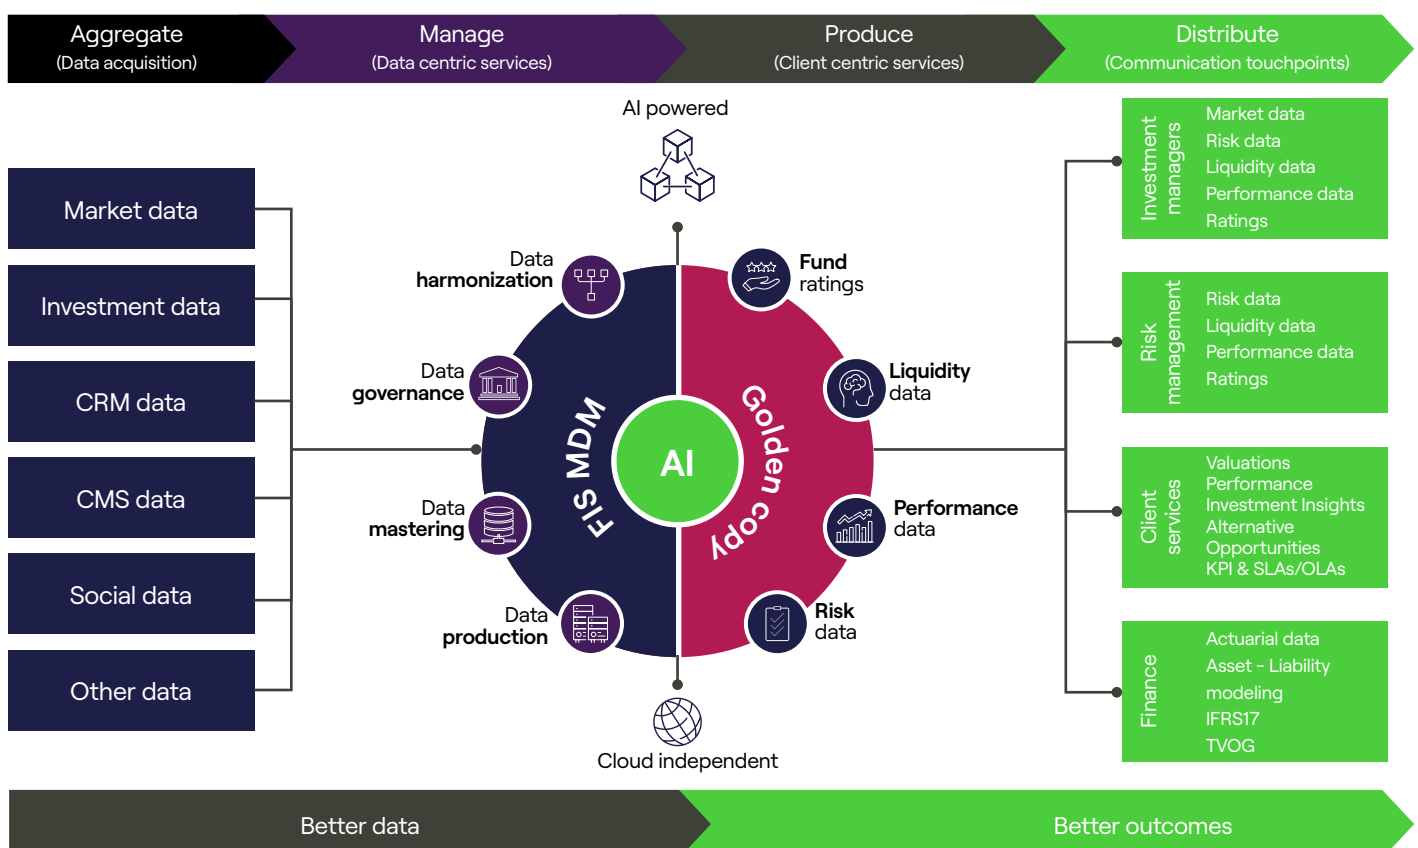 Aggregate
(Data acquisition)
Manage
(Data centric services)
Produce
(Client centric services)
Distribute
(Communication touchpoints)
Market data
Investment data
CRM data
CMS data
Social data
Other data
AI powered
Data
harmonization
Data
governance
Data
mastering
Data
production
FIS MDM
AI
Golden copy
Fund
ratings
Liquidity
data
Performance
data
Risk
data
Cloud independent
Investment
managers
Market data
Risk data
Liquidity data
Performance data
Ratings
Risk
management
Risk data
Liquidity data
Performance data
Ratings
Client
services
Valuations
Performance
Investment Insights
Alternative
Opportunities
KPI & SLAs/OLAs
Finance
Actuarial data
Asset - Liability
modeling
IFRS17
TVOG
Better data
Better outcomes